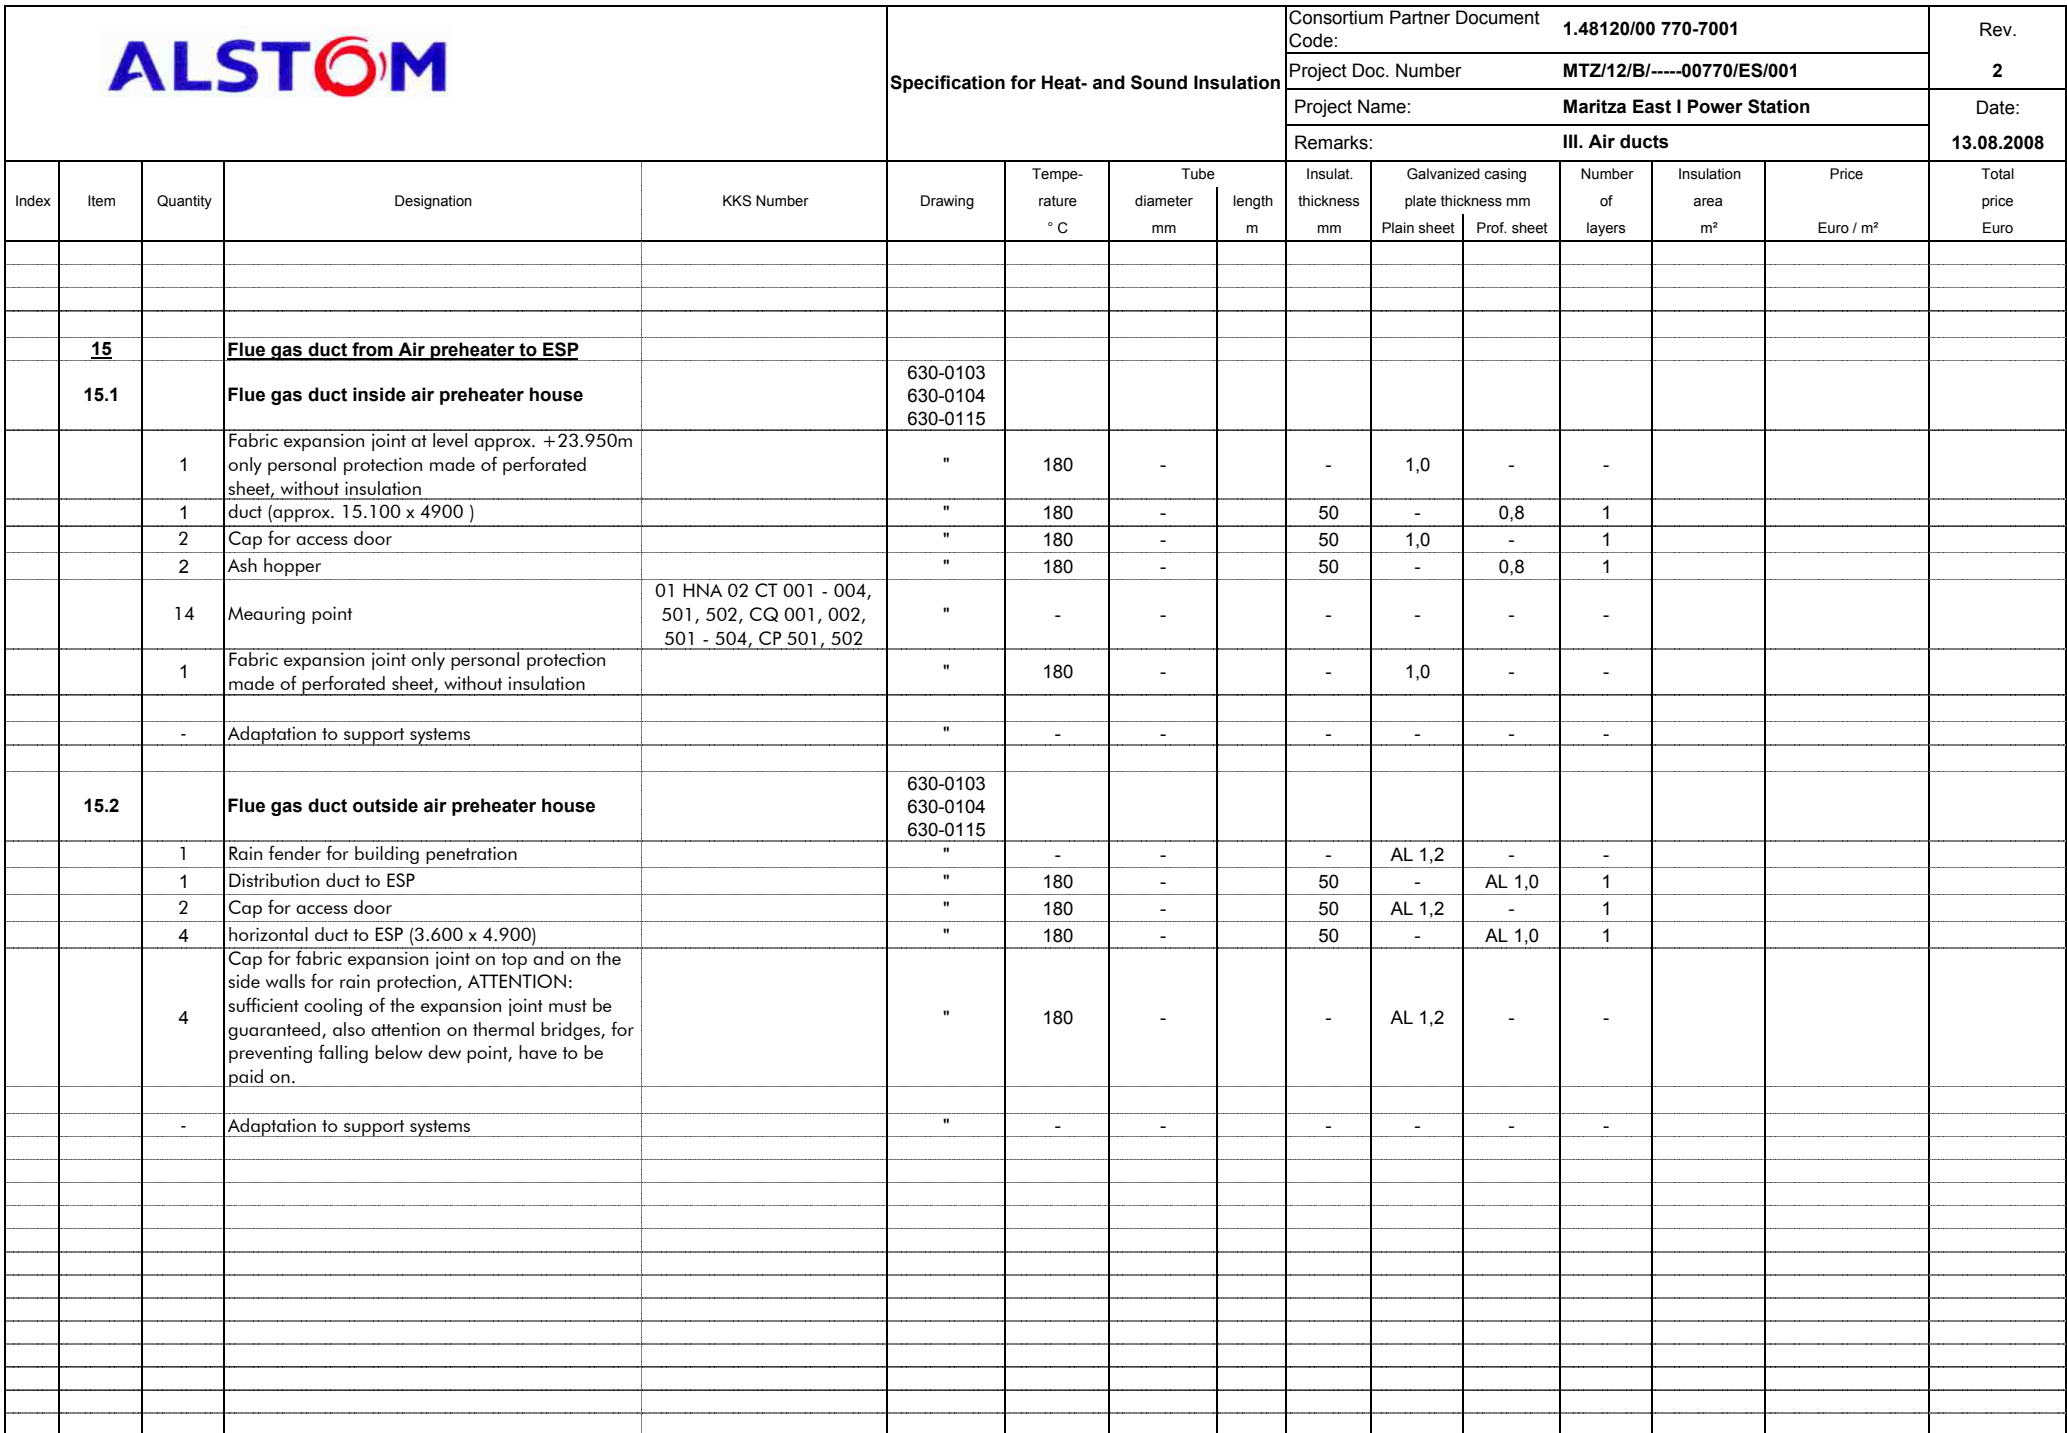 ALSTOM
Specification for Heat- and Sound Insulation
Consortium Partner Document
Code:
1.48120/00 770-7001
Rev.
Project Doc. Number
MTZ/12/B/-----00770/ES/001
2
Project Name:
Maritza East I Power Station
Date:
Remarks:
III. Air ducts
13.08.2008
Tempe- Tube Insulat. Galvanized casing Number Insulation Price Total
Index Item Quantity Designation KKS Number Drawing rature diameter length thickness plate thickness mm of area price
° C mm m mm Plain sheet Prof. sheet layers m² Euro / m² Euro
15 Flue gas duct from Air preheater to ESP
15.1 Flue gas duct inside air preheater house
630-0103
630-0104
630-0115
1
Fabric expansion joint at level approx. +23.950m
only personal protection made of perforated
sheet, without insulation
" 180 - - 1,0 - -
1 duct (approx. 15.100 x 4900 ) " 180 - 50 - 0,8 1
2 Cap for access door " 180 - 50 1,0 - 1
2 Ash hopper " 180 - 50 - 0,8 1
14 Meauring point
01 HNA 02 CT 001 - 004,
501, 502, CQ 001, 002,
501 - 504, CP 501, 502
" - - - - - -
1
Fabric expansion joint only personal protection
made of perforated sheet, without insulation
" 180 - - 1,0 - -
- Adaptation to support systems " - - - - - -
15.2 Flue gas duct outside air preheater house
630-0103
630-0104
630-0115
1 Rain fender for building penetration " - - - AL 1,2 - -
1 Distribution duct to ESP " 180 - 50 - AL 1,0 1
2 Cap for access door " 180 - 50 AL 1,2 - 1
4 horizontal duct to ESP (3.600 x 4.900) " 180 - 50 - AL 1,0 1
4
Cap for fabric expansion joint on top and on the
side walls for rain protection, ATTENTION:
sufficient cooling of the expansion joint must be
guaranteed, also attention on thermal bridges, for
preventing falling below dew point, have to be
paid on.
" 180 - - AL 1,2 - -
- Adaptation to support systems " - - - - - -